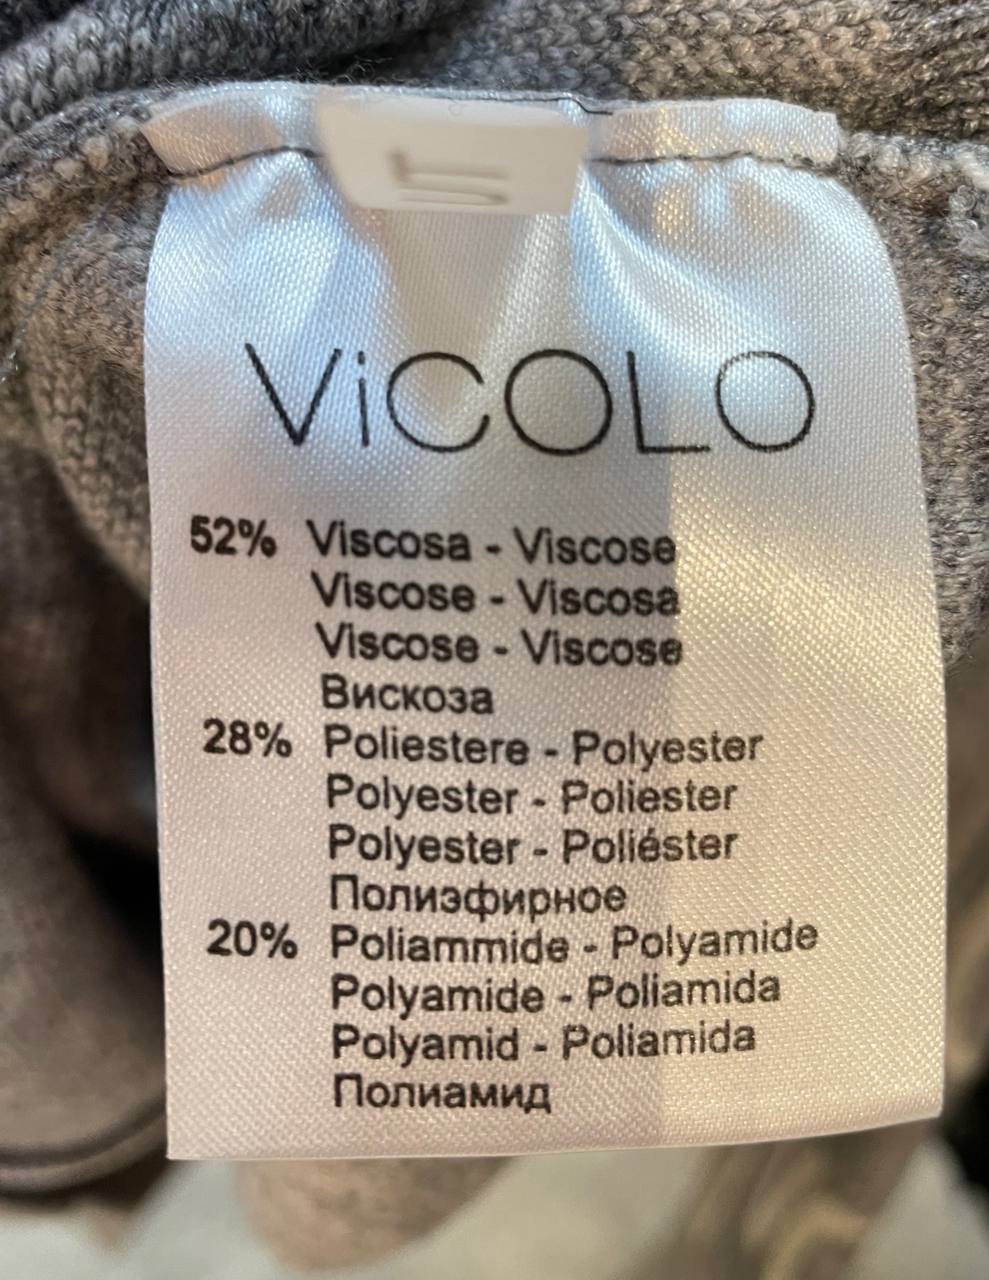 ViCOLO
52% Viscosa - Viscose
Viscose - Viscosa
Viscose - Viscose
Вискоза
28% Poliestere - Polyester
Polyester - Poliester
Polyester - Poliéster
Полиэфирное
20% Poliammide - Polyamide
Polyamide - Poliamida
Polyamid - Poliamida
Полиамид